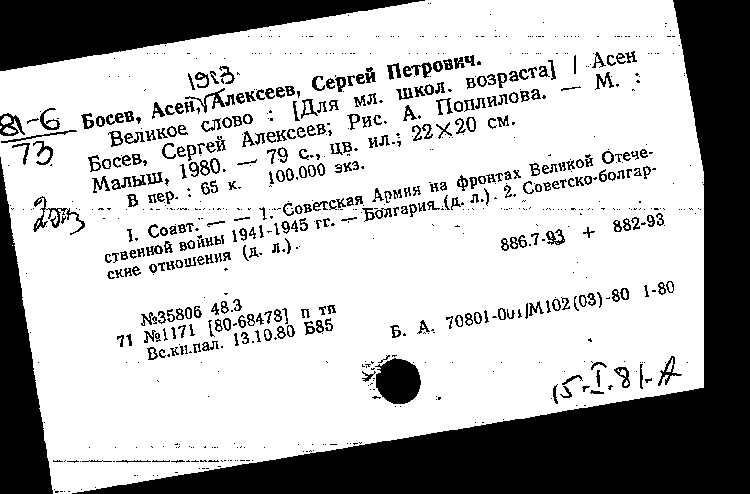 1913.
81-6
73
2 экз
Босев, Асен, Алексеев, Сергей Петрович.
Великое слово : [Для мл. школ. возраста] / Асен
Босев, Сергей Алексеев; Рис. А. Поплилова. — М. :
Малыш, 1980. — 79 с., цв. ил.; 22×20 см.
В пер. : 65 к. 100.000 экз.
I. Соавт. — — 1. Советская Армия на фронтах Великой Отече-
ственной войны 1941-1945 гг. — Болгария (д. л.). 2. Советско-болгар-
ские отношения (д. л.).
886.7-93 + 882-93
№35806 48.3
71 №1171 [80-68478] п тп
Вс.кн.пал. 13.10.80 Б85
Б. А. 70801-001/М102(03)-80 1-80
15-I.81-А